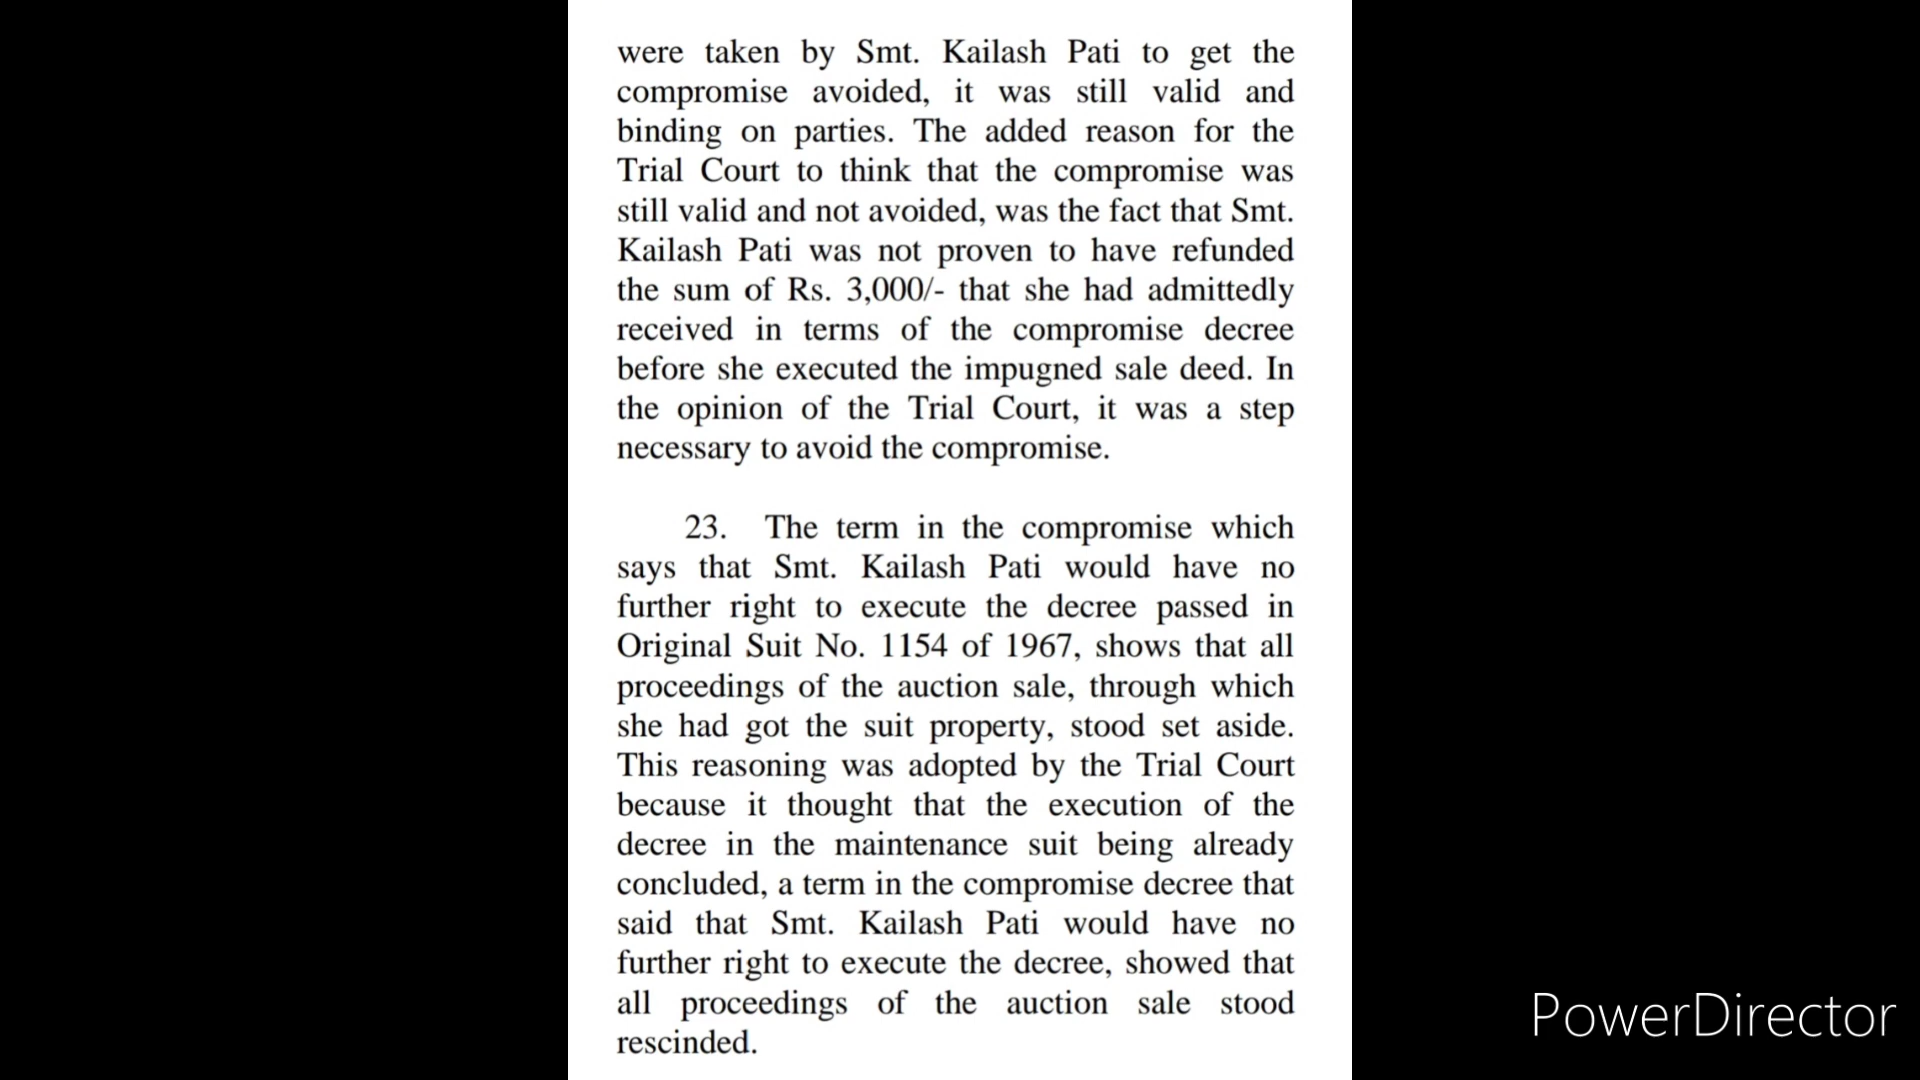 were taken by Smt. Kailash Pati to get the
compromise avoided, it was still valid and
binding on parties. The added reason for the
Trial Court to think that the compromise was
still valid and not avoided, was the fact that Smt.
Kailash Pati was not proven to have refunded
the sum of Rs. 3,000/- that she had admittedly
received in terms of the compromise decree
before she executed the impugned sale deed. In
the opinion of the Trial Court, it was a step
necessary to avoid the compromise.
23. The term in the compromise which
says that Smt. Kailash Pati would have no
further right to execute the decree passed in
Original Suit No. 1154 of 1967, shows that all
proceedings of the auction sale, through which
she had got the suit property, stood set aside.
This reasoning was adopted by the Trial Court
because it thought that the execution of the
decree in the maintenance suit being already
concluded, a term in the compromise decree that
said that Smt. Kailash Pati would have no
further right to execute the decree, showed that
all proceedings of the auction sale stood
rescinded.
PowerDirector